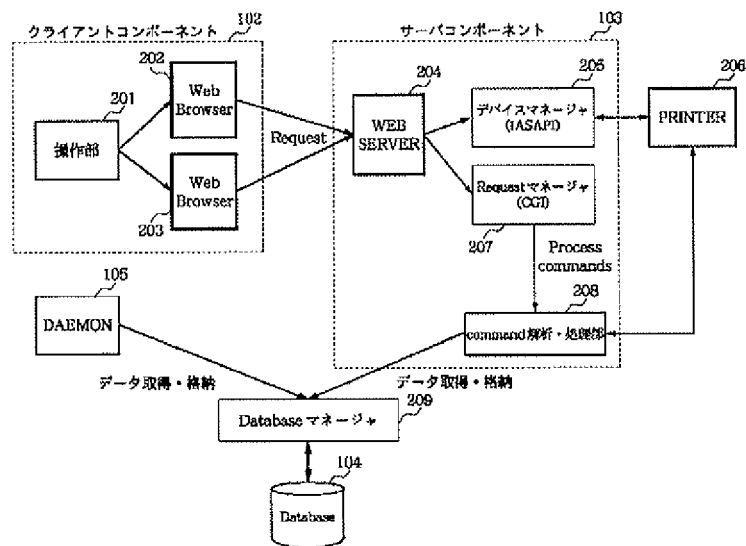 クライアントコンポーネント
102
サーバコンポーネント
103
202
Web
Browser
201
操作部
Web
Browser
203
Request
204
WEB
SERVER
205
デバイスマネージャ
206
PRINTER
Requestマネージャ
(CGI)
207
Process
commands
208
command解析・処理部
105
DAEMON
データ取得・格納
データ取得・格納
Databaseマネージャ
209
104
Database